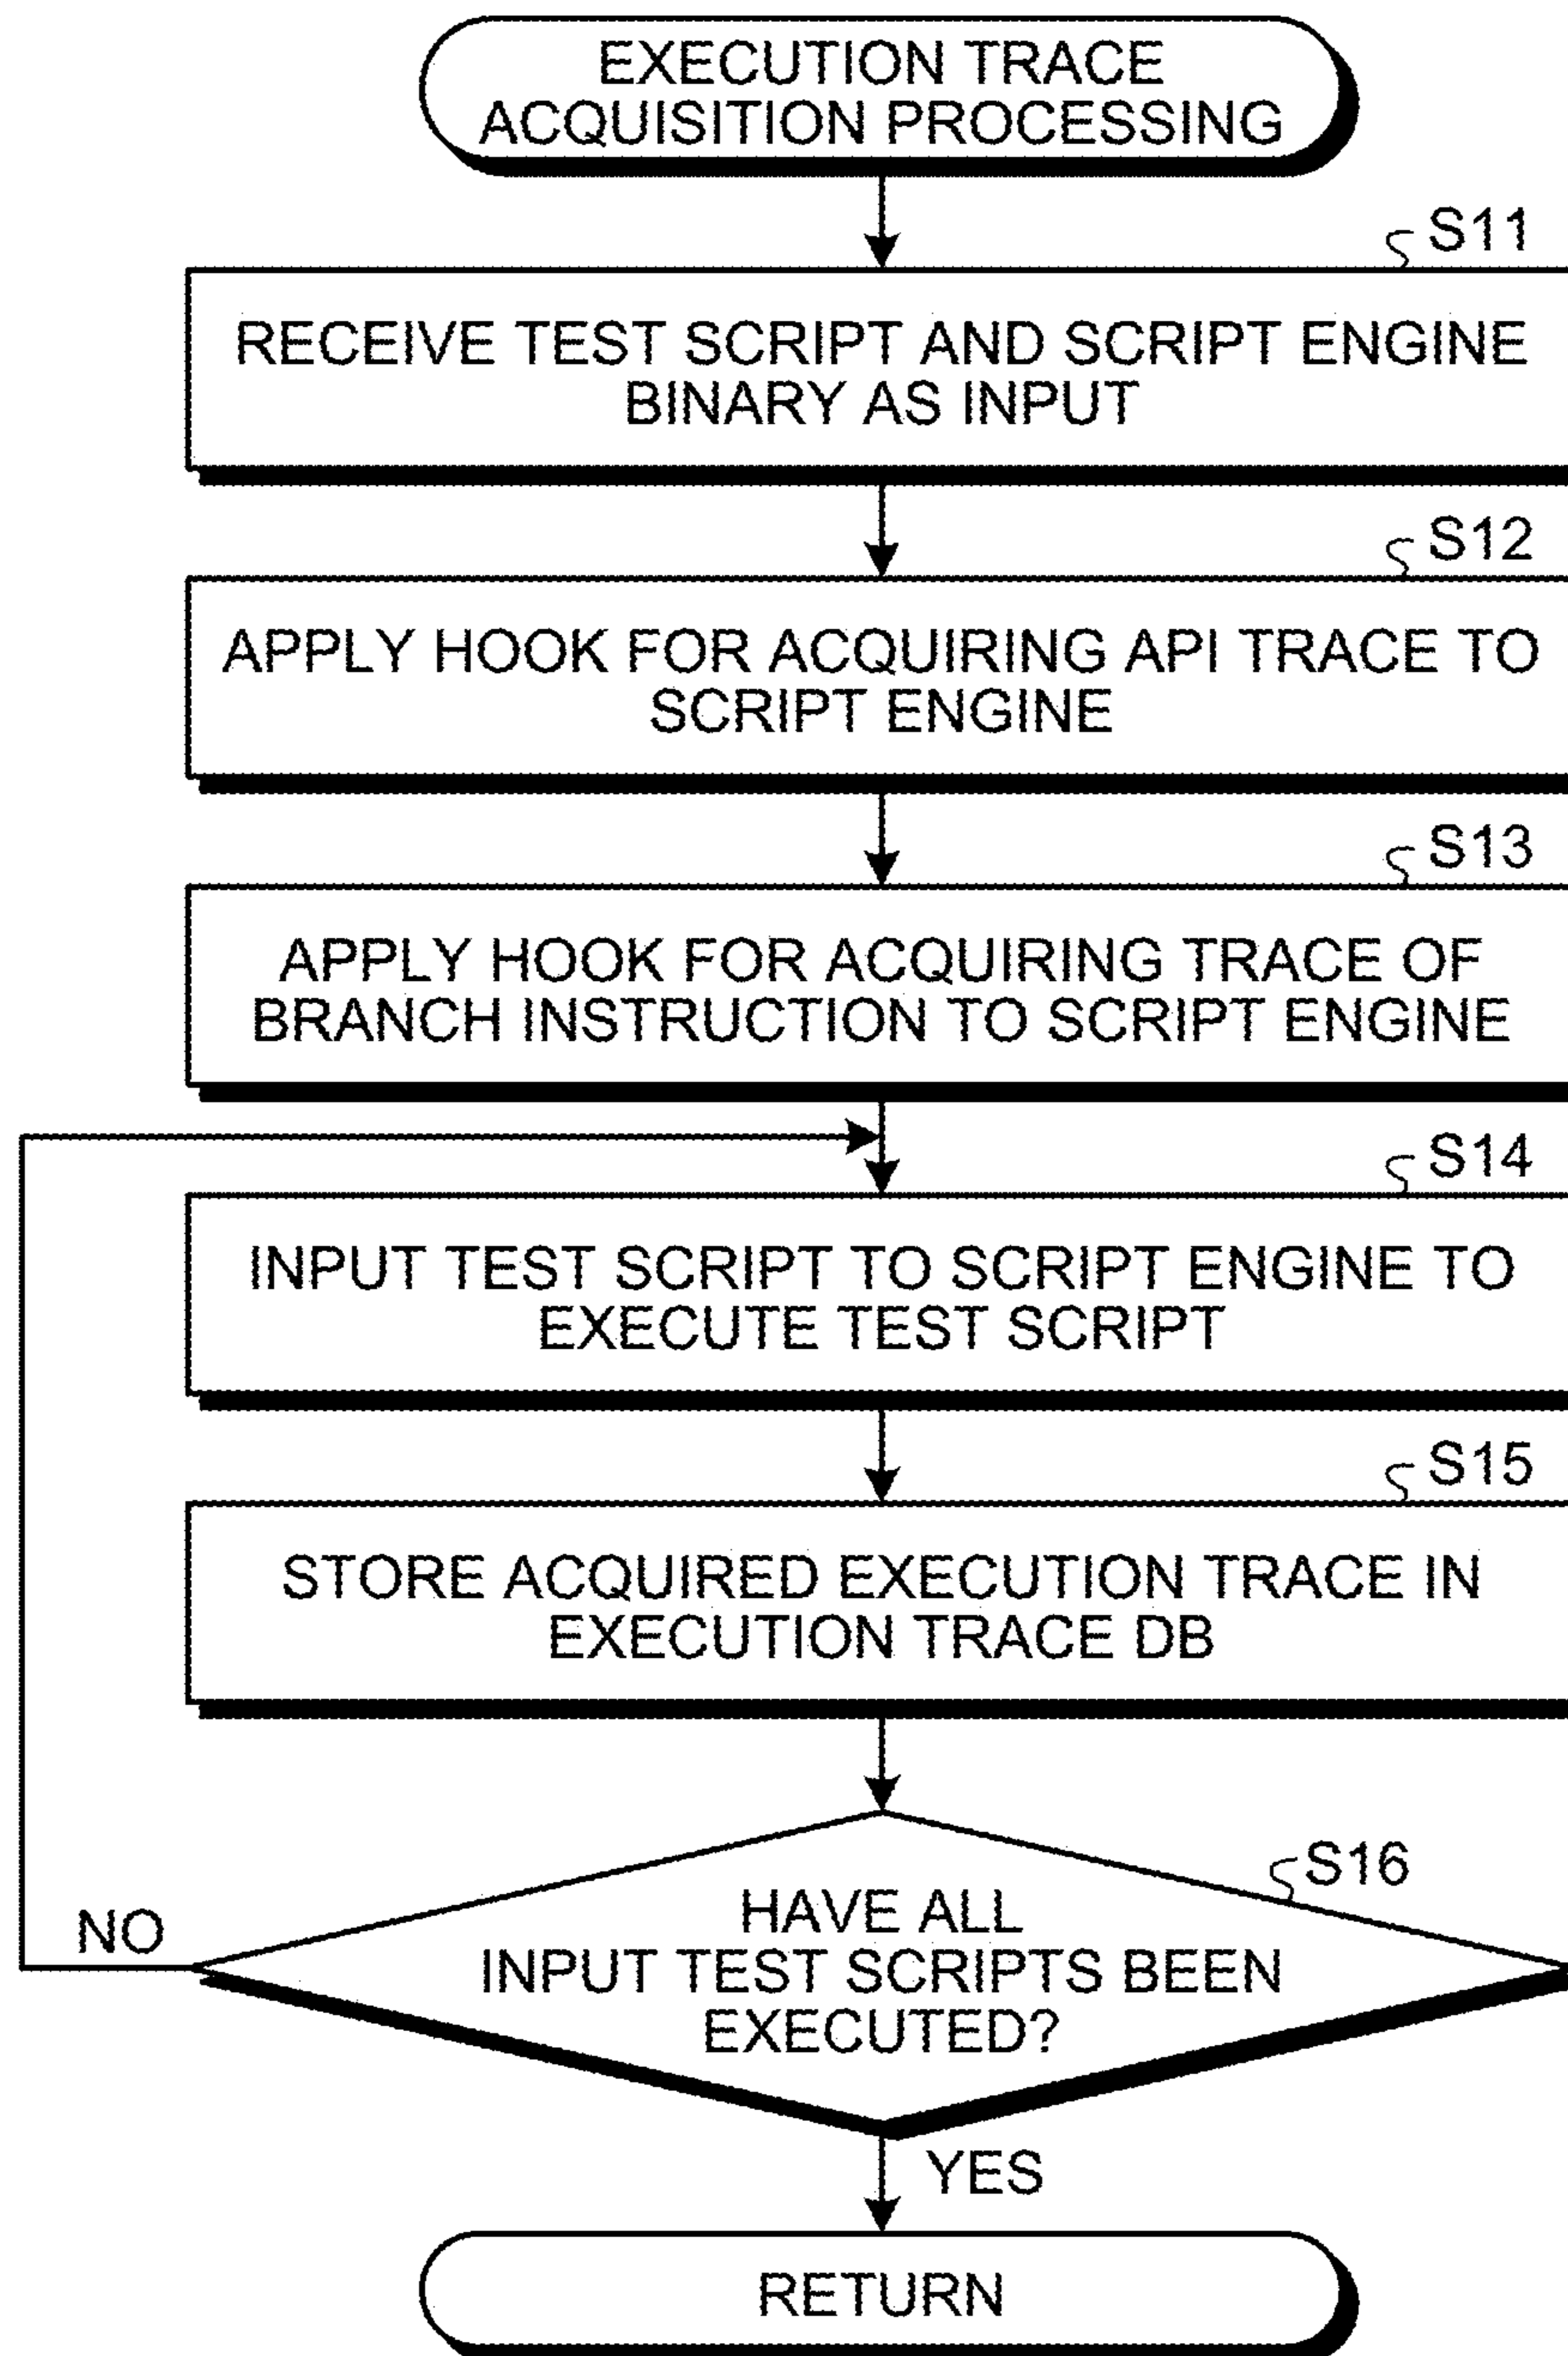 EXECUTION TRACE
ACQUISITION PROCESSING
S11
RECEIVE TEST SCRIPT AND SCRIPT ENGINE
BINARY AS INPUT
S12
APPLY HOOK FOR ACQUIRING API TRACE TO
SCRIPT ENGINE
S13
APPLY HOOK FOR ACQUIRING TRACE OF
BRANCH INSTRUCTION TO SCRIPT ENGINE
S14
INPUT TEST SCRIPT TO SCRIPT ENGINE TO
EXECUTE TEST SCRIPT
S15
STORE ACQUIRED EXECUTION TRACE IN
EXECUTION TRACE DB
S16
HAVE ALL
INPUT TEST SCRIPTS BEEN
EXECUTED?
NO
YES
RETURN